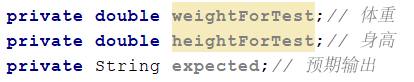 private double weightForTest;// 体重
private double heightForTest;// 身高
private String expected;// 预期输出